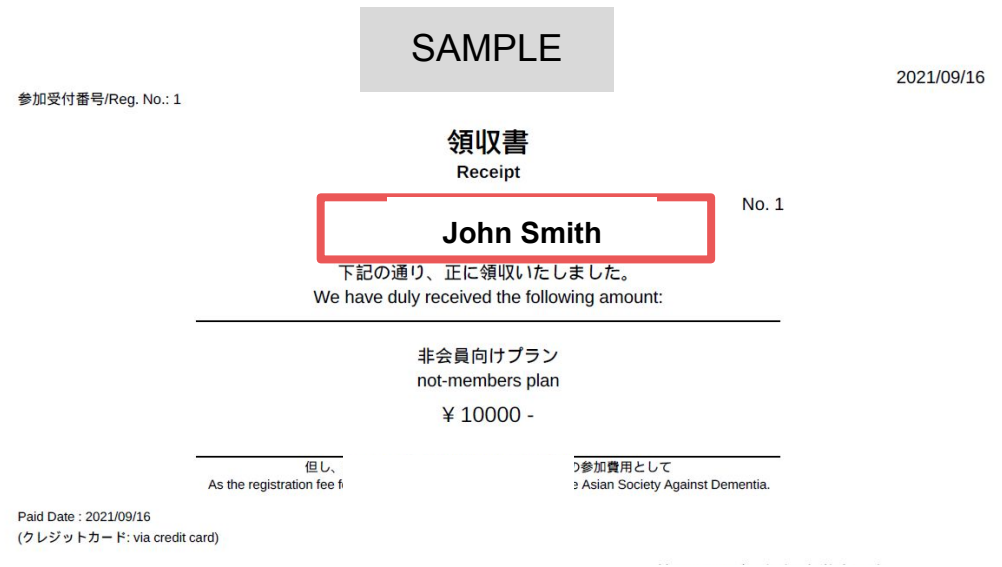 SAMPLE
2021/09/16
参加受付番号/Reg. No.: 1
領収書
Receipt
No. 1
John Smith
下記の通り、正に領収いたしました。
We have duly received the following amount:
非会員向けプラン
not-members plan
¥ 10000 -
但し、 の参加費用として
As the registration fee Asian Society Against Dementia.
Paid Date : 2021/09/16
(クレジットカード: via credit card)